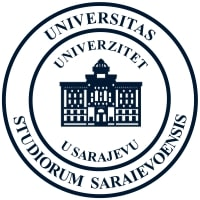 UNIVERSITAS
STUDIORUM SARAIEVOENSIS
UNIVERZITET
U SARAJEVU